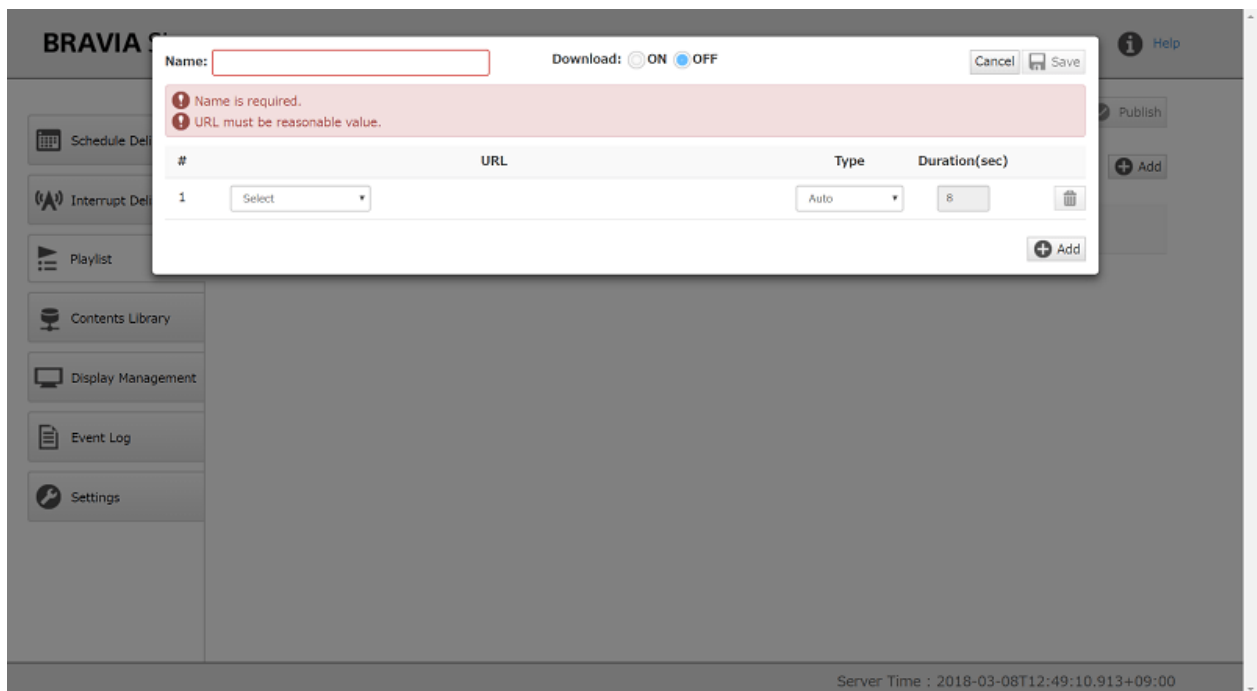 BRAVIA
Help
Name:
Download: ON OFF
Cancel
Save
Name is required.
URL must be reasonable value.
Publish
# URL Type Duration(sec)
Add
1 Select Auto 8
Add
Schedule Deli
Interrupt Deli
Playlist
Contents Library
Display Management
Event Log
Settings
Server Time : 2018-03-08T12:49:10.913+09:00